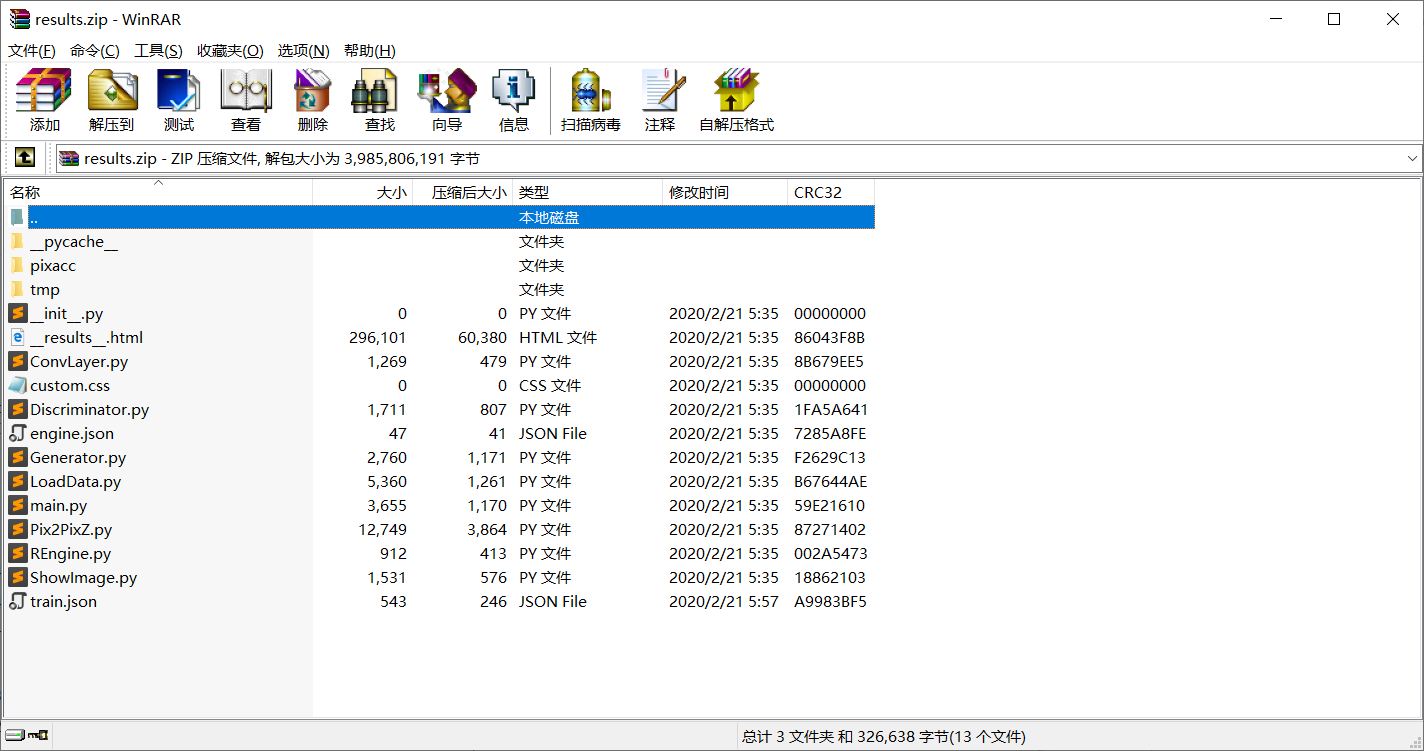 results.zip - WinRAR
文件(F) 命令(C) 工具(S) 收藏夹(O) 选项(N) 帮助(H)
添加 解压到 测试 查看 删除 查找 向导 信息 扫描病毒 注释 自解压格式
results.zip - ZIP 压缩文件, 解包大小为 3,985,806,191 字节
名称 大小 压缩后大小 类型 修改时间 CRC32
.. 本地磁盘
__pycache__ 文件夹
pixacc 文件夹
tmp 文件夹
__init__.py 0 0 PY 文件 2020/2/21 5:35 00000000
__results__.html 296,101 60,380 HTML 文件 2020/2/21 5:35 86043F8B
ConvLayer.py 1,269 479 PY 文件 2020/2/21 5:35 8B679EE5
custom.css 0 0 CSS 文件 2020/2/21 5:35 00000000
Discriminator.py 1,711 807 PY 文件 2020/2/21 5:35 1FA5A641
engine.json 47 41 JSON File 2020/2/21 5:35 7285A8FE
Generator.py 2,760 1,171 PY 文件 2020/2/21 5:35 F2629C13
LoadData.py 5,360 1,261 PY 文件 2020/2/21 5:35 B67644AE
main.py 3,655 1,170 PY 文件 2020/2/21 5:35 59E21610
Pix2PixZ.py 12,749 3,864 PY 文件 2020/2/21 5:35 87271402
REngine.py 912 413 PY 文件 2020/2/21 5:35 002A5473
ShowImage.py 1,531 576 PY 文件 2020/2/21 5:35 18862103
train.json 543 246 JSON File 2020/2/21 5:57 A9983BF5
总计 3 文件夹 和 326,638 字节(13 个文件)